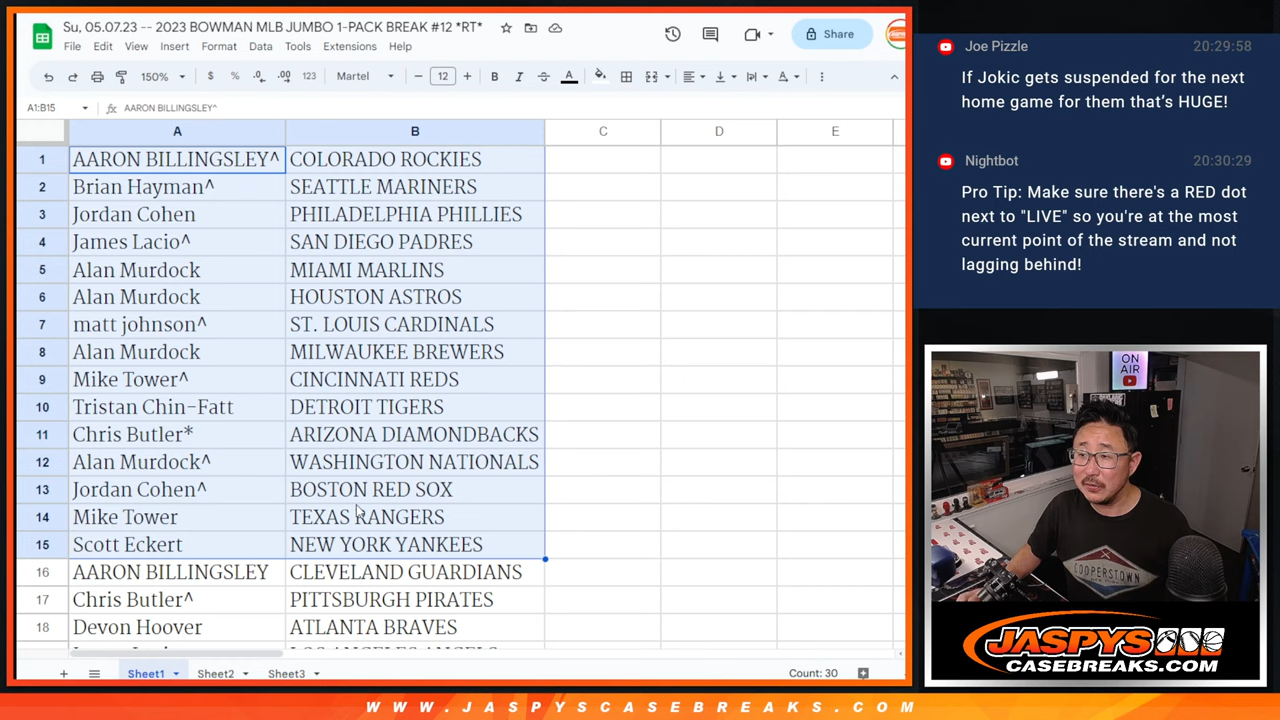 Su, 05.07.23 -- 2023 BOWMAN MLB JUMBO 1-PACK BREAK #12 *RT*
File Edit View Insert Format Data Tools Extensions Help
Share
150% $ % .0 .00 123 Martel 12 B I A
A1:B15 fx AARON BILLINGSLEY^
A B C D E
1 AARON BILLINGSLEY^ COLORADO ROCKIES
2 Brian Hayman^ SEATTLE MARINERS
3 Jordan Cohen PHILADELPHIA PHILLIES
4 James Lacio^ SAN DIEGO PADRES
5 Alan Murdock MIAMI MARLINS
6 Alan Murdock HOUSTON ASTROS
7 matt johnson^ ST. LOUIS CARDINALS
8 Alan Murdock MILWAUKEE BREWERS
9 Mike Tower^ CINCINNATI REDS
10 Tristan Chin-Fatt DETROIT TIGERS
11 Chris Butler* ARIZONA DIAMONDBACKS
12 Alan Murdock^ WASHINGTON NATIONALS
13 Jordan Cohen^ BOSTON RED SOX
14 Mike Tower TEXAS RANGERS
15 Scott Eckert NEW YORK YANKEES
16 AARON BILLINGSLEY CLEVELAND GUARDIANS
17 Chris Butler^ PITTSBURGH PIRATES
18 Devon Hoover ATLANTA BRAVES
LOS ANGELES ANGELS
Sheet1 Sheet2 Sheet3 Count: 30
Joe Pizzle 20:29:58
If Jokic gets suspended for the next
home game for them that's HUGE!
Nightbot 20:30:29
Pro Tip: Make sure there's a RED dot
next to "LIVE" so you're at the most
current point of the stream and not
lagging behind!
ON
AIR
COOPERSTOWN
JASPYS
CASEBREAKS.COM
WWW.JASPYSCASEBREAKS.COM